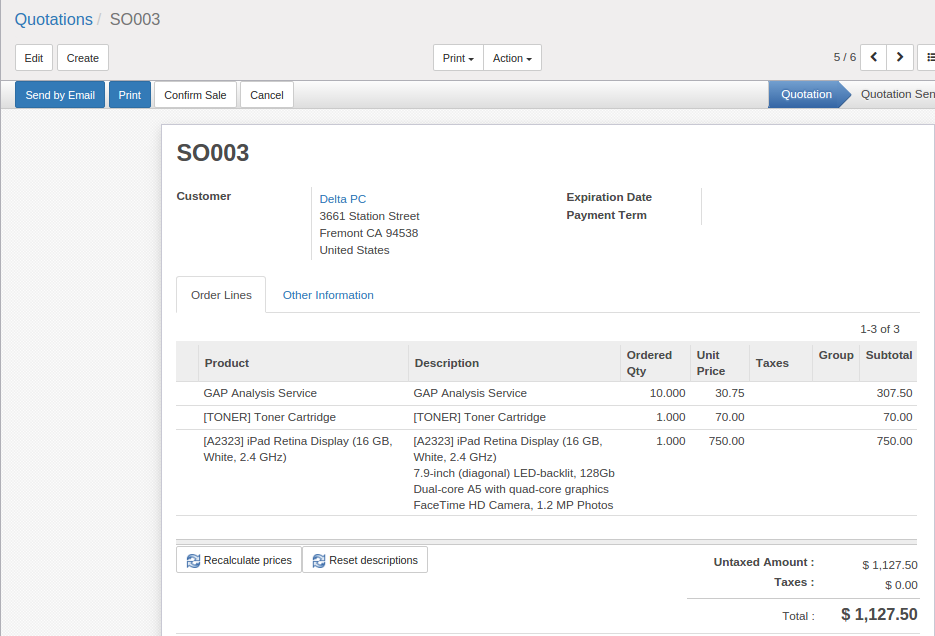 Quotations / SO003
Edit Create Print Action 5 / 6
Send by Email Print Confirm Sale Cancel Quotation Quotation Sen
SO003
Customer
Delta PC
3661 Station Street
Fremont CA 94538
United States
Expiration Date
Payment Term
Order Lines Other Information
1-3 of 3
Product Description Ordered Qty Unit Price Taxes Group Subtotal
GAP Analysis Service GAP Analysis Service 10.000 30.75 307.50
[TONER] Toner Cartridge [TONER] Toner Cartridge 1.000 70.00 70.00
[A2323] iPad Retina Display (16 GB, [A2323] iPad Retina Display (16 GB, 1.000 750.00 750.00
White, 2.4 GHz) White, 2.4 GHz)
7.9-inch (diagonal) LED-backlit, 128Gb
Dual-core A5 with quad-core graphics
FaceTime HD Camera, 1.2 MP Photos
Recalculate prices Reset descriptions
Untaxed Amount : $ 1,127.50
Taxes : $ 0.00
Total : $ 1,127.50